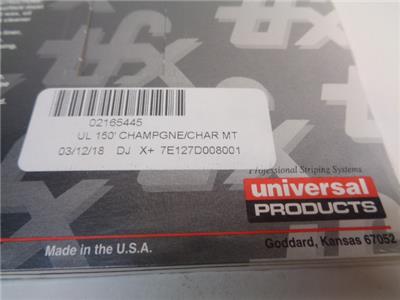 02165445
UL 150' CHAMPGNE/CHAR MT
03/12/18 DJ X+ 7E127D008001
Professional Striping Systems
universal
PRODUCTS
Made in the U.S.A.
Goddard, Kansas 67052